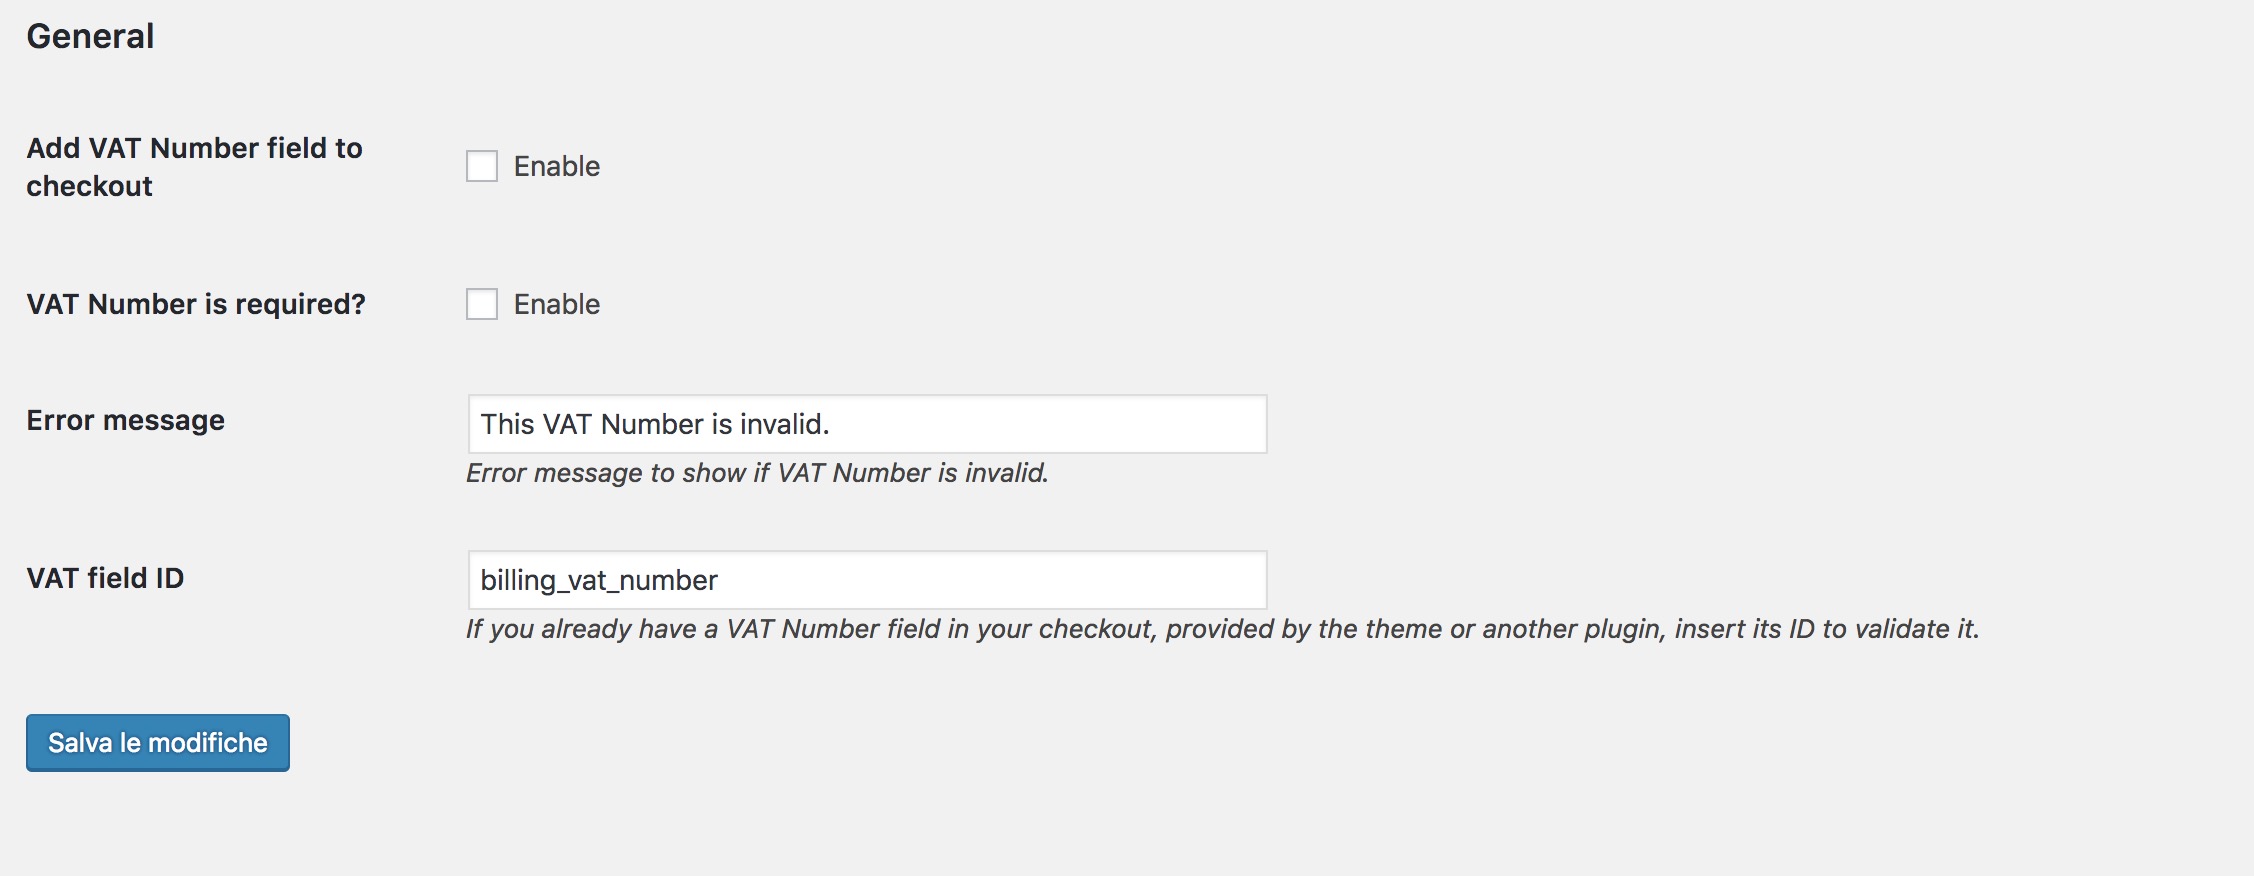 General
Add VAT Number field to
checkout
Enable
VAT Number is required?
Enable
Error message
This VAT Number is invalid.
Error message to show if VAT Number is invalid.
VAT field ID
billing_vat_number
If you already have a VAT Number field in your checkout, provided by the theme or another plugin, insert its ID to validate it.
Salva le modifiche